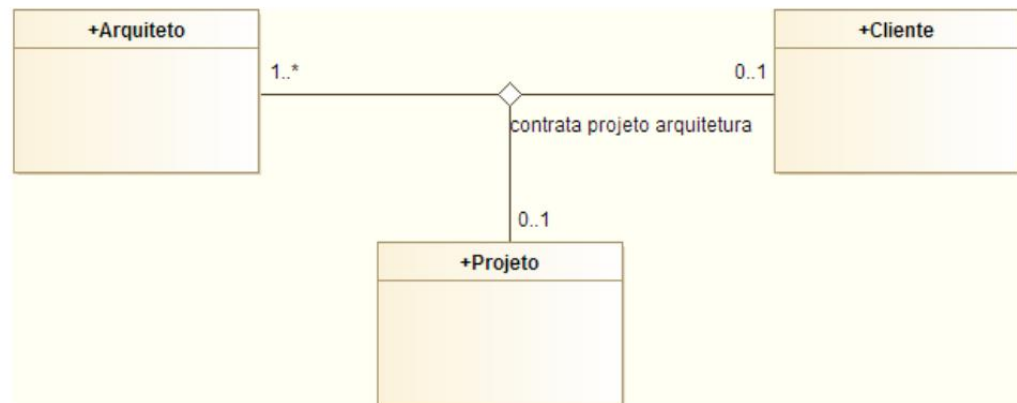 +Arquiteto
+Cliente
1..*
0..1
contrata projeto arquitetura
0..1
+Projeto